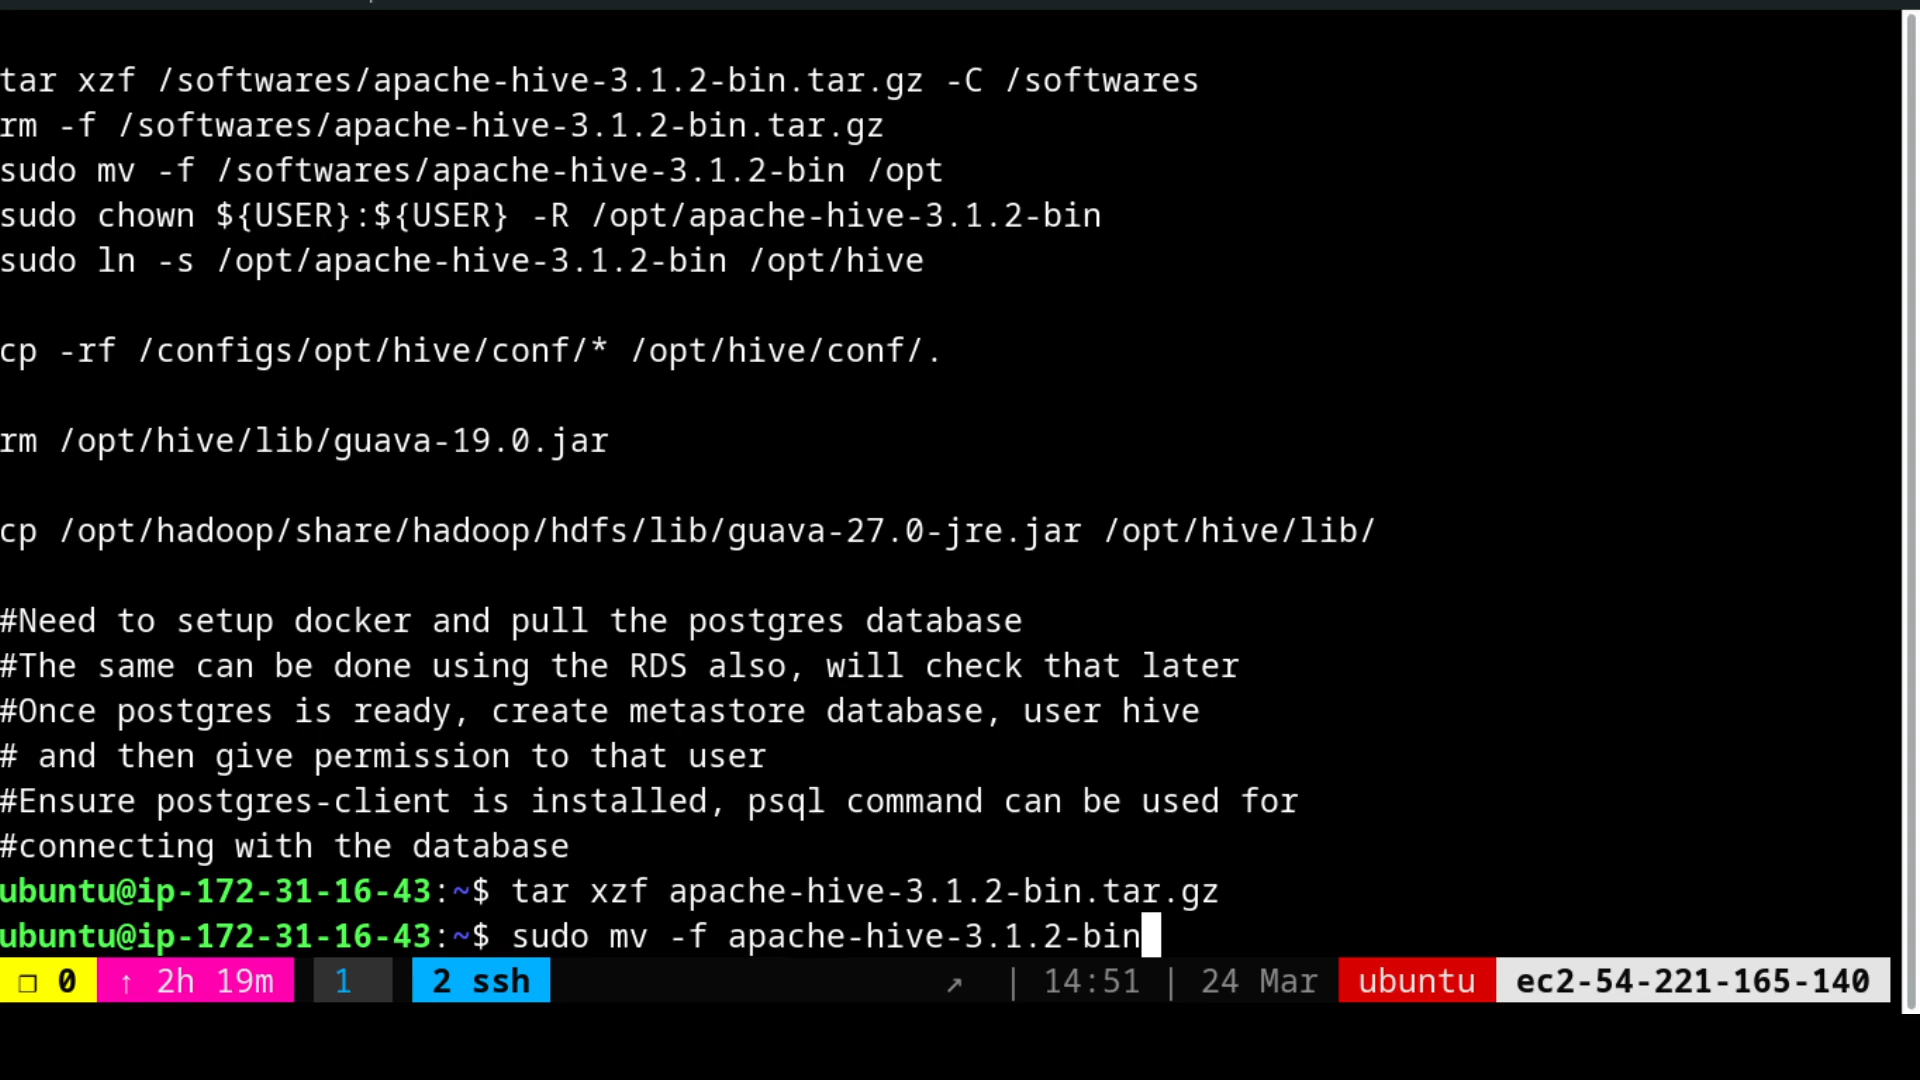 tar xzf /softwares/apache-hive-3.1.2-bin.tar.gz -C /softwares
rm -f /softwares/apache-hive-3.1.2-bin.tar.gz
sudo mv -f /softwares/apache-hive-3.1.2-bin /opt
sudo chown ${USER}:${USER} -R /opt/apache-hive-3.1.2-bin
sudo ln -s /opt/apache-hive-3.1.2-bin /opt/hive
cp -rf /configs/opt/hive/conf/* /opt/hive/conf/.
rm /opt/hive/lib/guava-19.0.jar
cp /opt/hadoop/share/hadoop/hdfs/lib/guava-27.0-jre.jar /opt/hive/lib/
#Need to setup docker and pull the postgres database
#The same can be done using the RDS also, will check that later
#Once postgres is ready, create metastore database, user hive
# and then give permission to that user
#Ensure postgres-client is installed, psql command can be used for
#connecting with the database
ubuntu@ip-172-31-16-43:~$ tar xzf apache-hive-3.1.2-bin.tar.gz
ubuntu@ip-172-31-16-43:~$ sudo mv -f apache-hive-3.1.2-bin
❐ 0 ↑ 2h 19m 1 2 ssh ↗ | 14:51 | 24 Mar ubuntu ec2-54-221-165-140